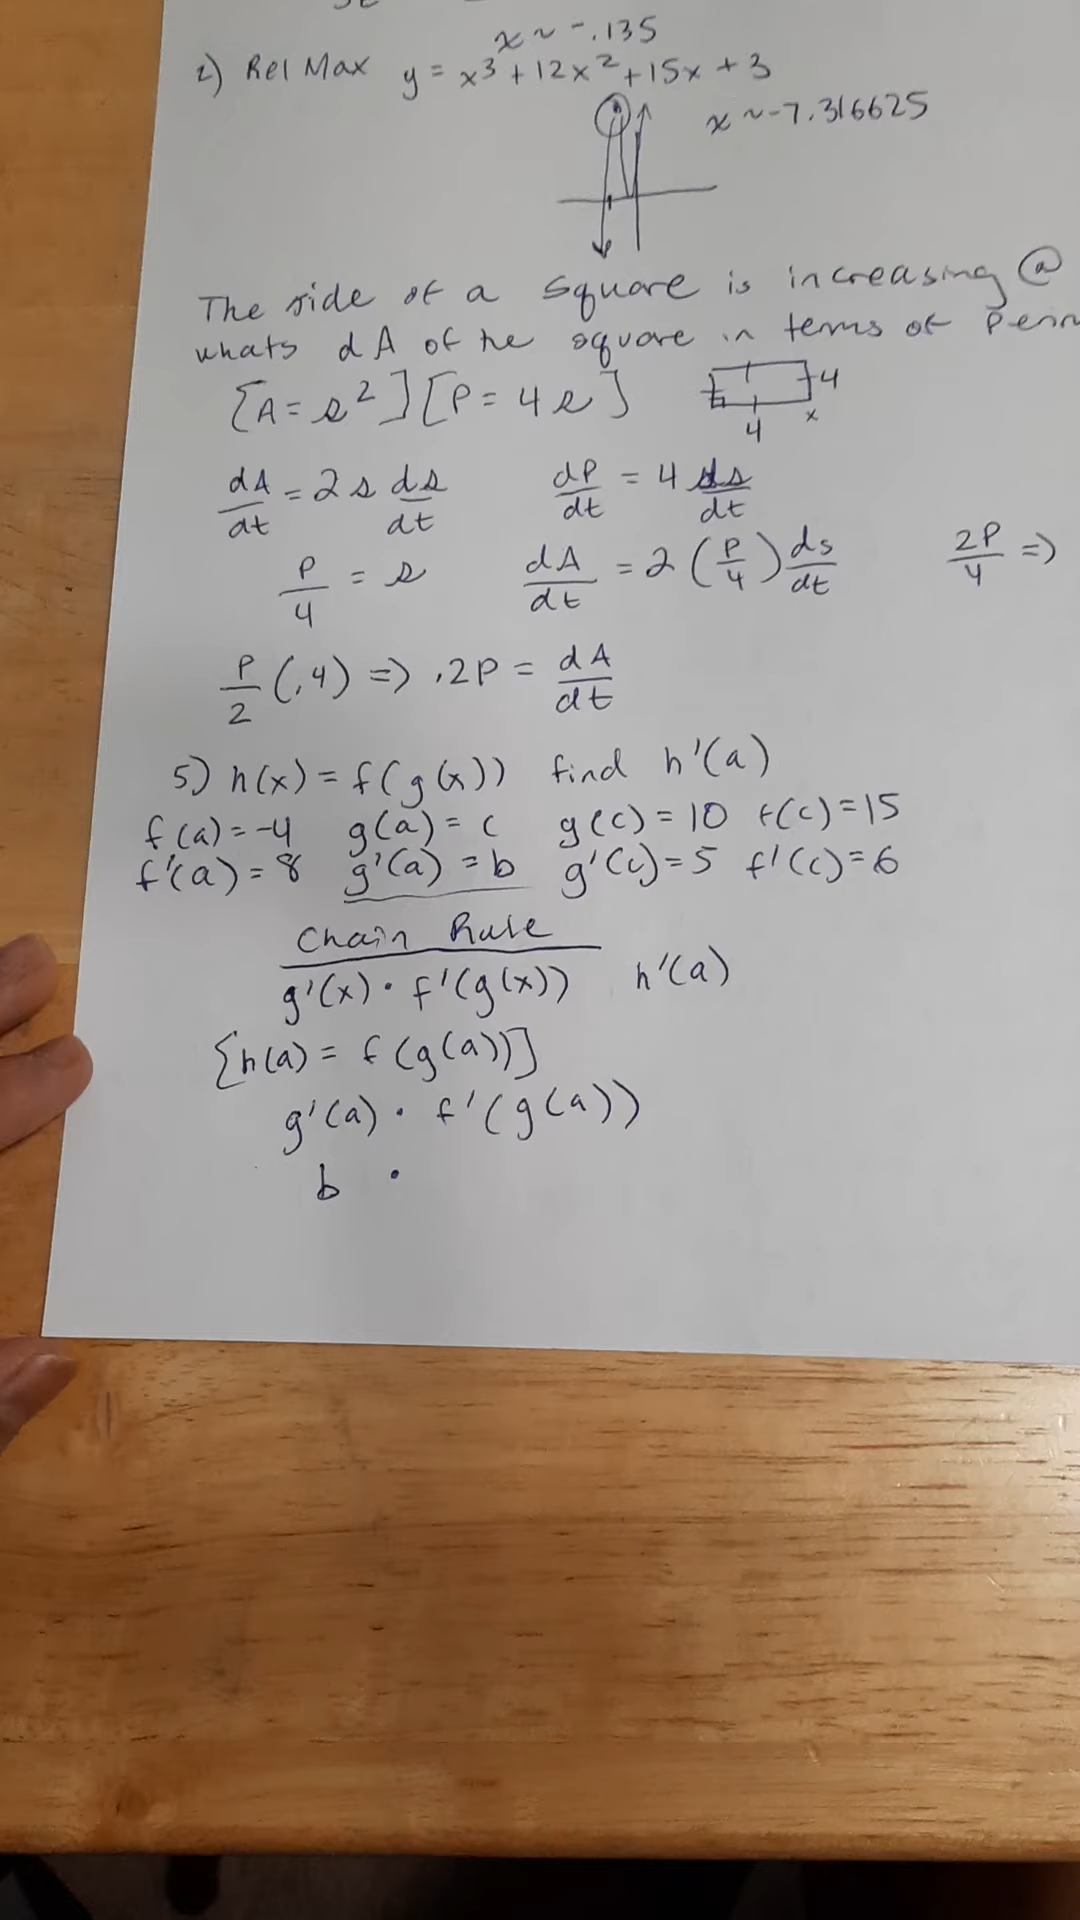 x ~ -.135
2) Rel Max y = x³ + 12x² + 15x + 3
x ~ -7.316625
The side of a square is increasing @
whats dA of he square in terms of
[A = s²] [P = 4s]
4
4 x
dA/dt = 2s ds/dt dP/dt = 4 ds/dt
P/4 = s dA/dt = 2(P/4) ds/dt 2P/4 =>
P/2 (.4) => .2P = dA/dt
5) h(x) = f(g(x)) find h'(a)
f(a) = -4 g(a) = c g(c) = 10 f(c) = 15
f'(a) = 8 g'(a) = b g'(c) = 5 f'(c) = 6
Chain Rule
g'(x) · f'(g(x)) h'(a)
[h(a) = f(g(a))]
g'(a) · f'(g(a))
b ·